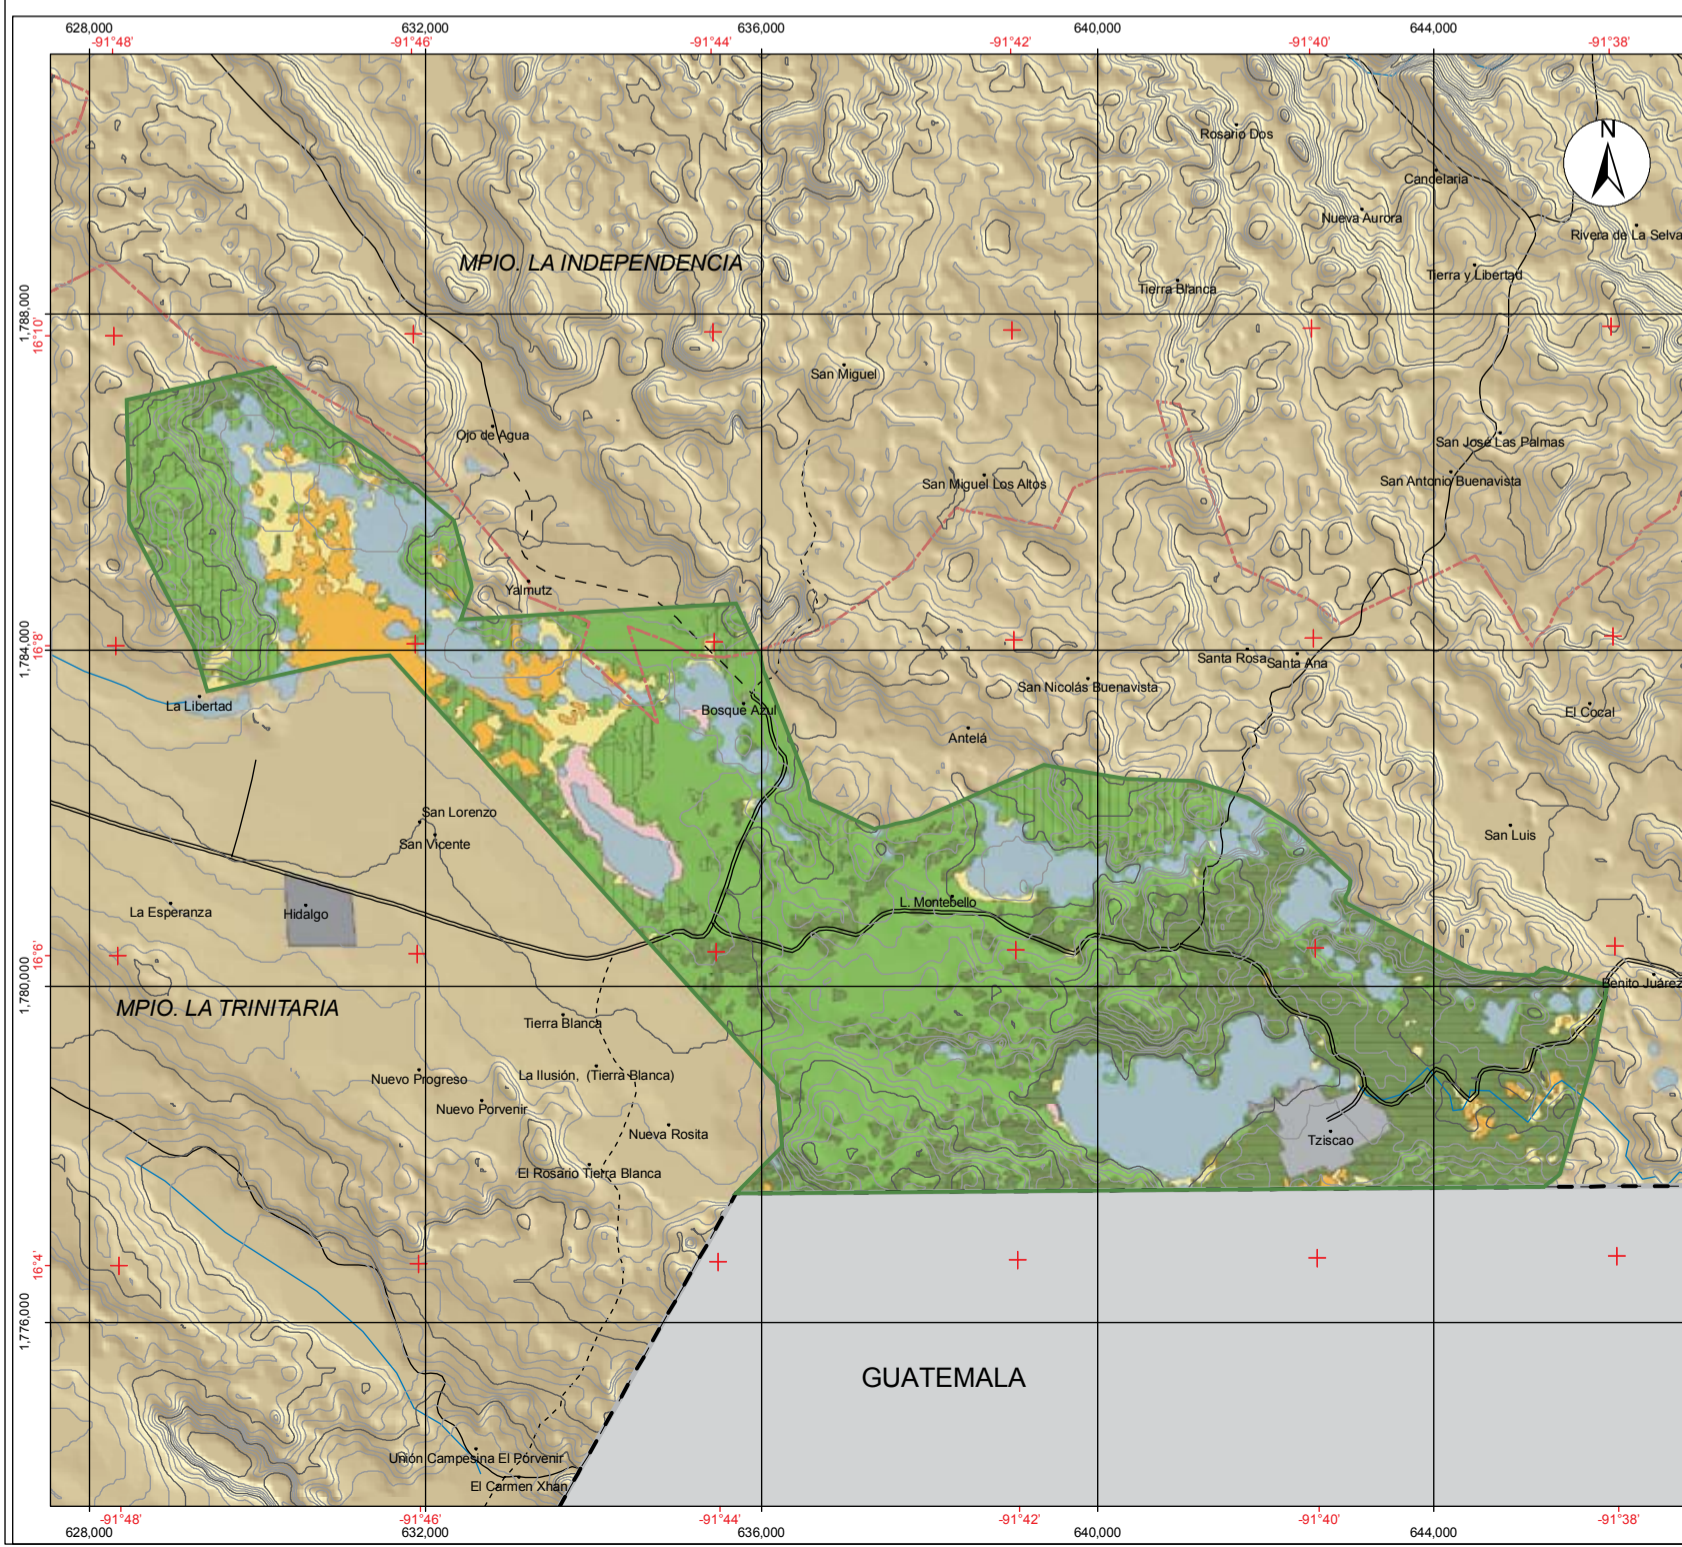 628,000 632,000 636,000 640,000 644,000
-91°48' -91°46' -91°44' -91°42' -91°40' -91°38'
N
Rosario Dos
Candelaria
Nueva Aurora
Rivera de La Selva
MPIO. LA INDEPENDENCIA
Tierra y Libertad
Tierra Blanca
1,788,000
16°10'
San Miguel
Ojo de Agua
San José Las Palmas
San Miguel Los Altos
San Antonio Buenavista
Yalmutz
1,784,000
16°8'
Santa Rosa
Santa Ana
San Nicolás Buenavista
La Libertad
Bosque Azul
El Cocal
Antelá
San Lorenzo
San Vicente
San Luis
La Esperanza
Hidalgo
L. Montebello
16°6'
1,780,000
Benito Juárez
MPIO. LA TRINITARIA
Tierra Blanca
Nuevo Progreso
La Ilusión, (Tierra Blanca)
Nuevo Porvenir
Nueva Rosita
Tziscao
El Rosario Tierra Blanca
16°4'
1,776,000
GUATEMALA
Unión Campesina El Porvenir
El Carmen Xhán
-91°48' -91°46' -91°44' -91°42' -91°40' -91°38'
628,000 632,000 636,000 640,000 644,000